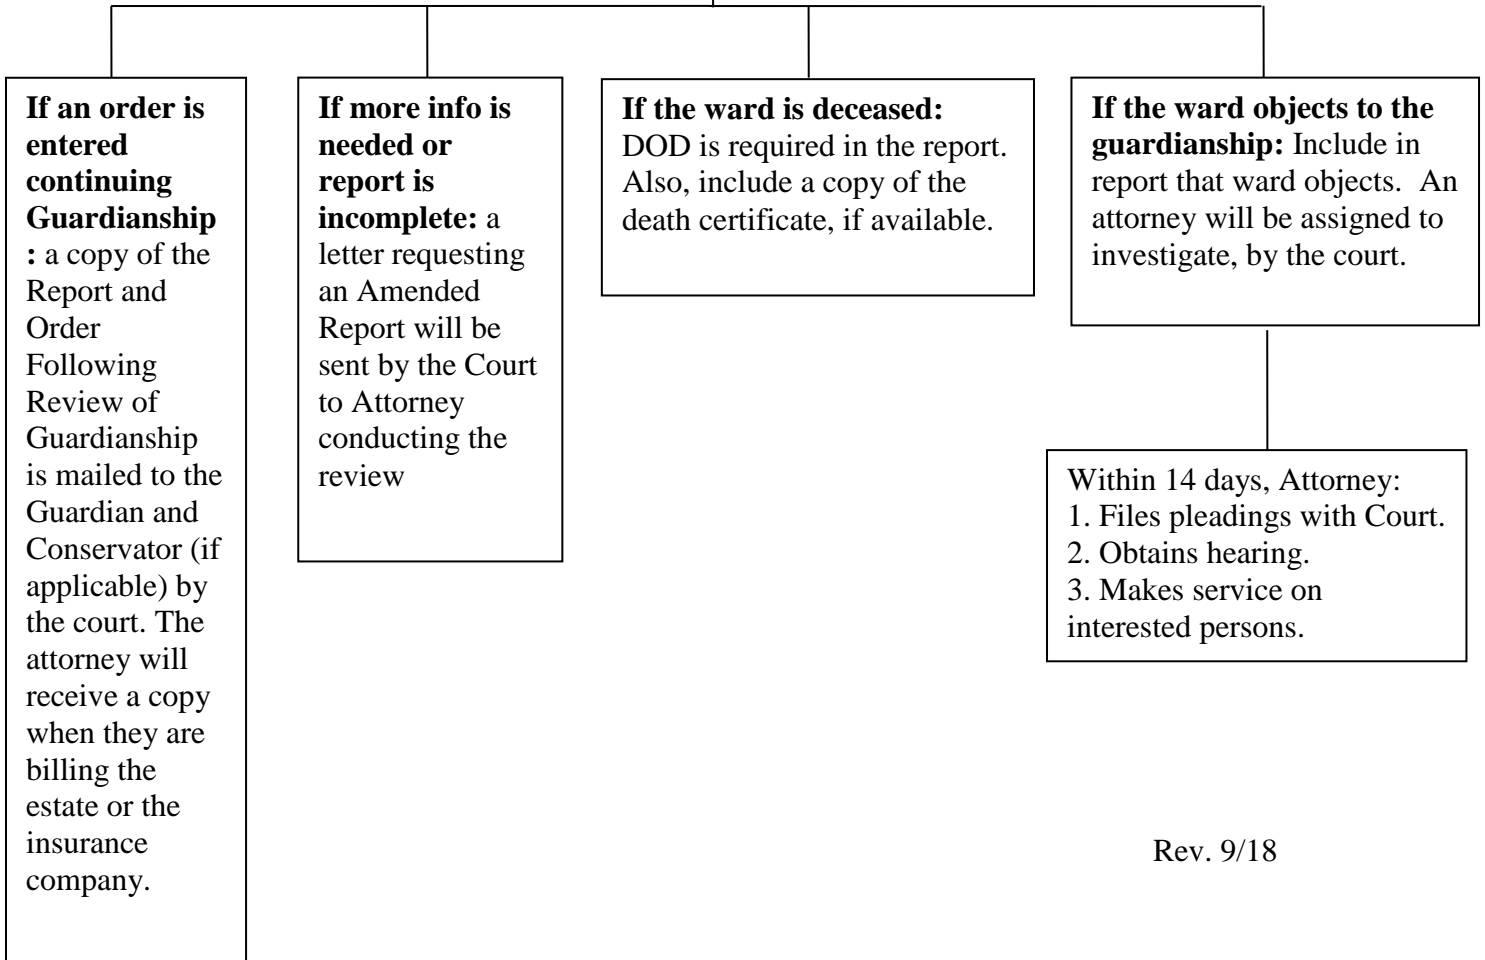 If an order is
entered
continuing
Guardianship
: a copy of the
Report and
Order
Following
Review of
Guardianship
is mailed to the
Guardian and
Conservator (if
applicable) by
the court. The
attorney will
receive a copy
when they are
billing the
estate or the
insurance
company.
If more info is
needed or
report is
incomplete: a
letter requesting
an Amended
Report will be
sent by the Court
to Attorney
conducting the
review
If the ward is deceased:
DOD is required in the report.
Also, include a copy of the
death certificate, if available.
If the ward objects to the
guardianship: Include in
report that ward objects.  An
attorney will be assigned to
investigate, by the court.
Within 14 days, Attorney:
1. Files pleadings with Court.
2. Obtains hearing.
3. Makes service on
interested persons.
Rev. 9/18